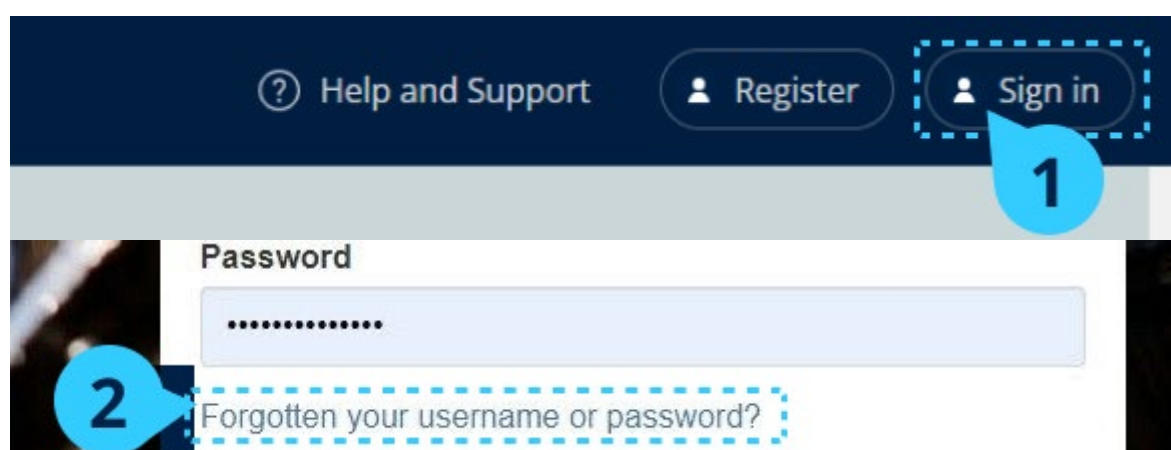 Help and Support Register Sign in
1
Password
••••••••••••••
2 Forgotten your username or password?